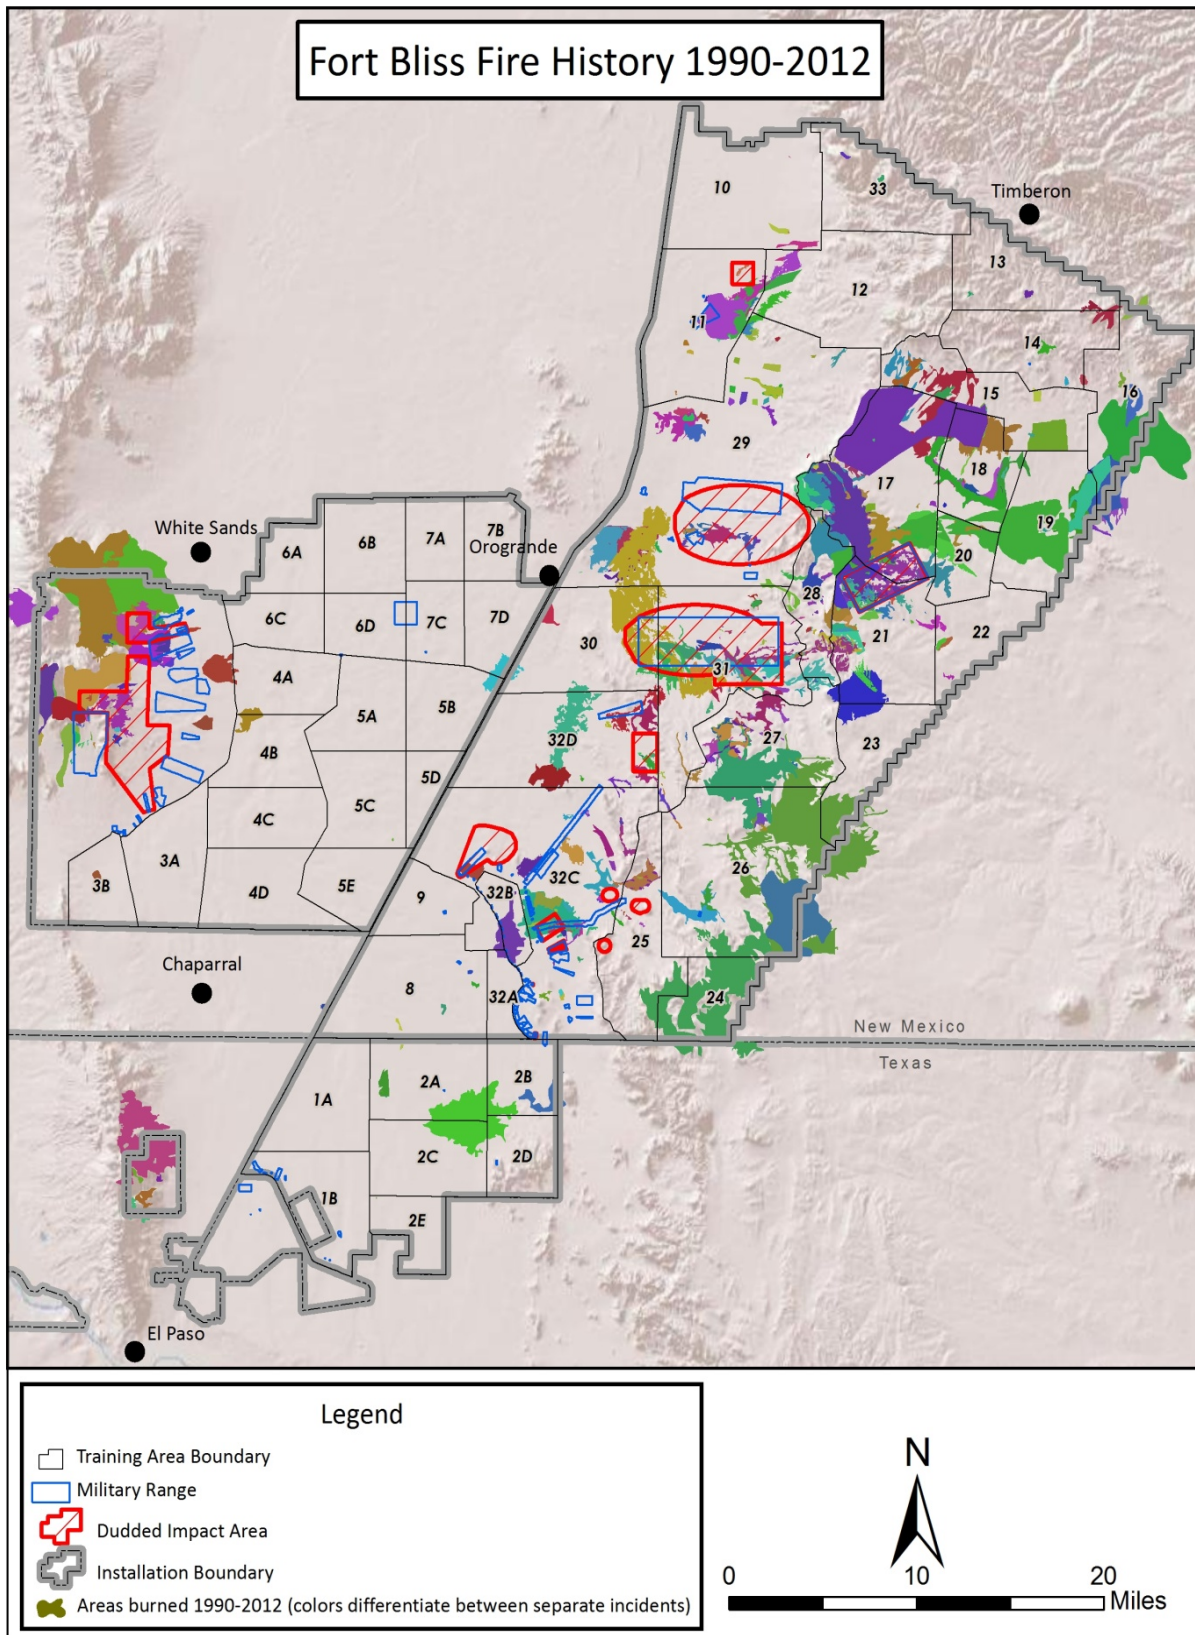 Fort Bliss Fire History 1990-2012
10
33
Timberon
13
12
11
14
15
16
29
17
18
White Sands
6A
6B
7A
7B
Orogrande
19
20
28
6C
6D
7C
7D
30
21
22
31
4A
5A
5B
32D
27
23
4B
5D
5C
4C
3A
3B
4D
5E
9
32B
32C
26
25
Chaparral
8
32A
24
New Mexico
Texas
1A
2A
2B
2C
2D
1B
2E
El Paso
Legend
Training Area Boundary
Military Range
Dudded Impact Area
Installation Boundary
Areas burned 1990-2012 (colors differentiate between separate incidents)
N
0 10 20
Miles